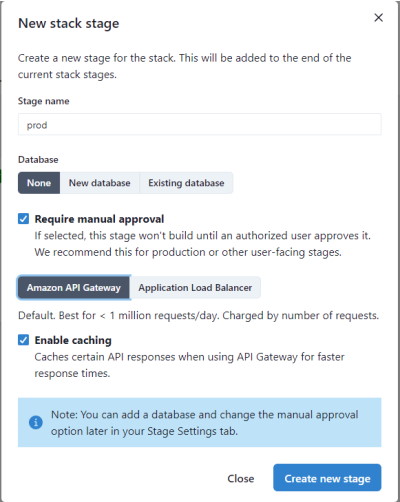 New stack stage
Create a new stage for the stack. This will be added to the end of the
current stack stages.
Stage name
prod
Database
None New database Existing database
Require manual approval
If selected, this stage won't build until an authorized user approves it.
We recommend this for production or other user-facing stages.
Amazon API Gateway Application Load Balancer
Default. Best for < 1 million requests/day. Charged by number of requests.
Enable caching
Caches certain API responses when using API Gateway for faster
response times.
Note: You can add a database and change the manual approval
option later in your Stage Settings tab.
Close Create new stage